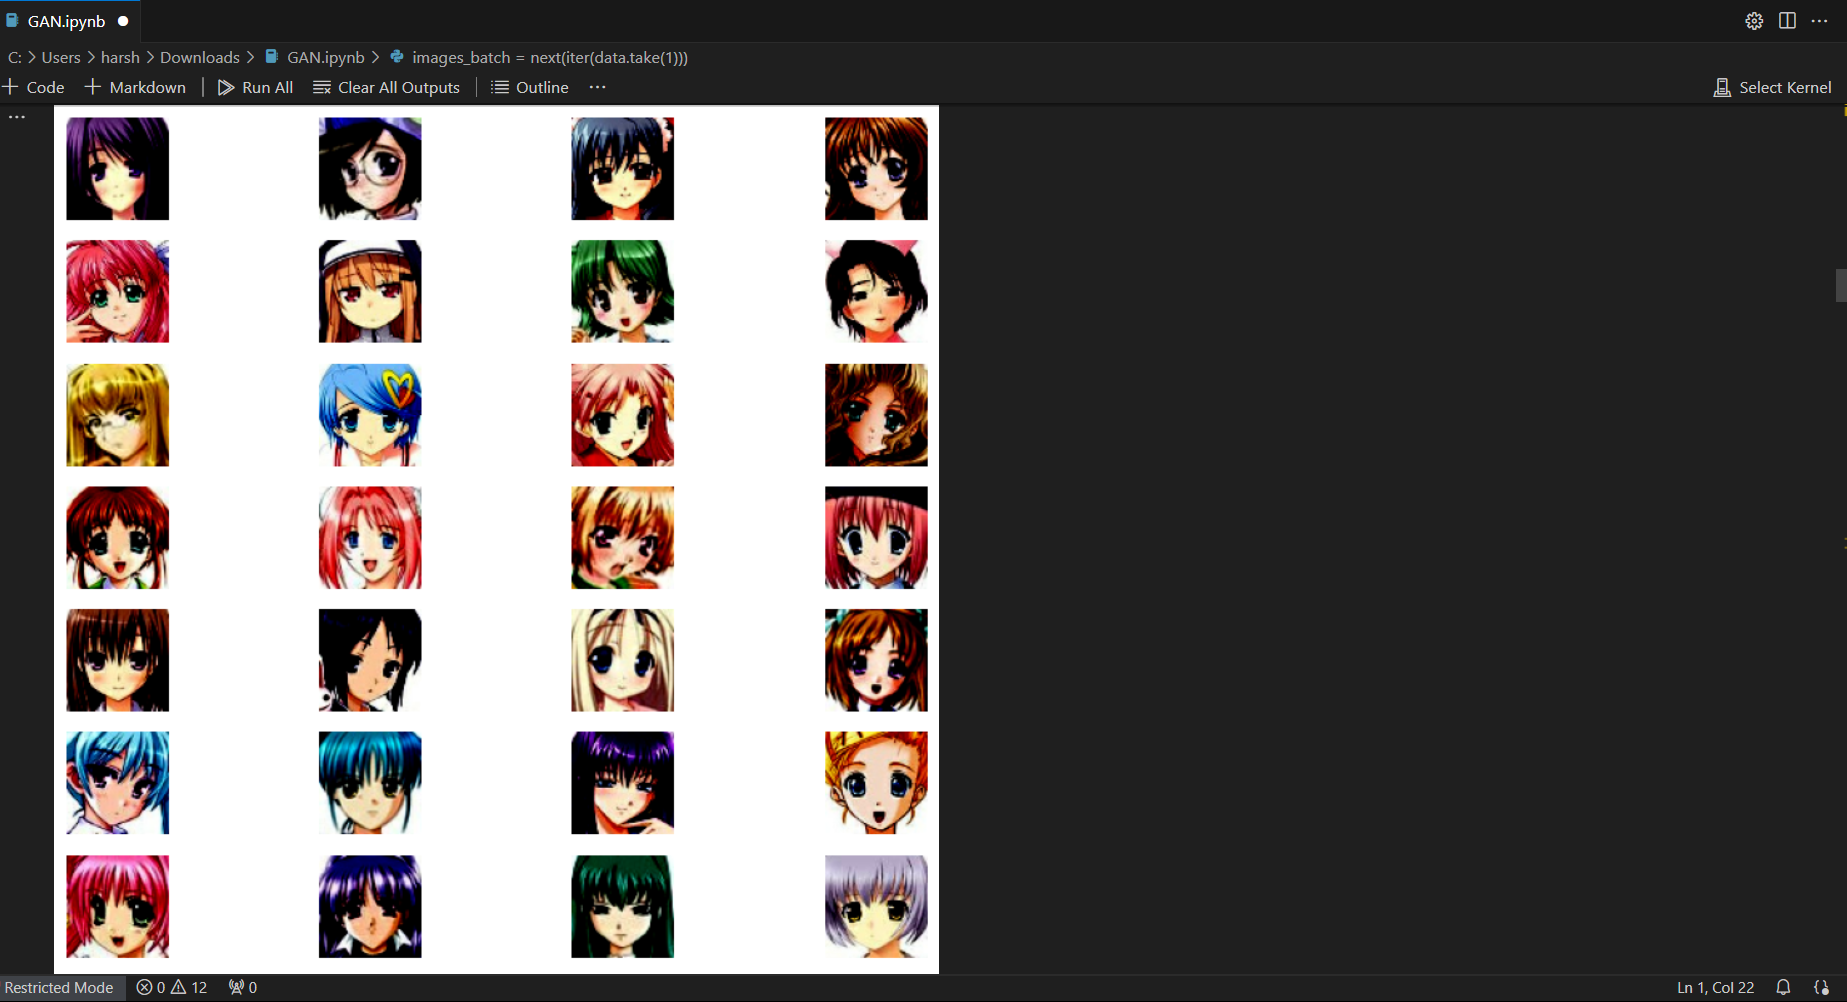 GAN.ipynb
C: > Users > harsh > Downloads > GAN.ipynb > images_batch = next(iter(data.take(1)))
+ Code + Markdown | Run All Clear All Outputs | Outline ...
Select Kernel
...
Restricted Mode 0 12 0
Ln 1, Col 22